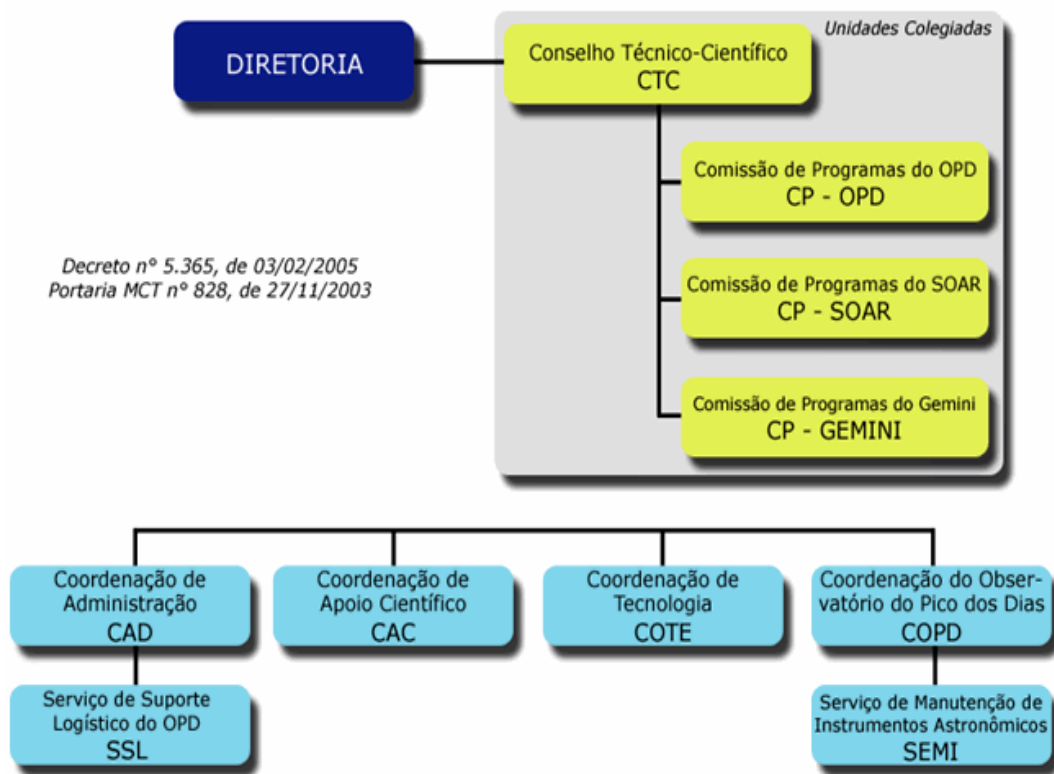 Unidades Colegiadas
DIRETORIA
Conselho Técnico-Científico
CTC
Comissão de Programas do OPD
CP - OPD
Decreto n° 5.365, de 03/02/2005
Portaria MCT n° 828, de 27/11/2003
Comissão de Programas do SOAR
CP - SOAR
Comissão de Programas do Gemini
CP - GEMINI
Coordenação de
Administração
CAD
Coordenação de
Apoio Científico
CAC
Coordenação de
Tecnologia
COTE
Coordenação do Obser-
vatório do Pico dos Dias
COPD
Serviço de Suporte
Logístico do OPD
SSL
Serviço de Manutenção de
Instrumentos Astronômicos
SEMI